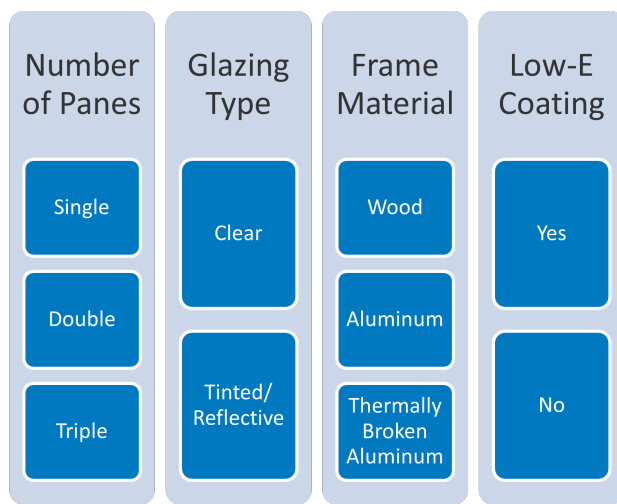 Number
of Panes
Single
Double
Triple
Glazing
Type
Clear
Tinted/
Reflective
Frame
Material
Wood
Aluminum
Thermally
Broken
Aluminum
Low-E
Coating
Yes
No